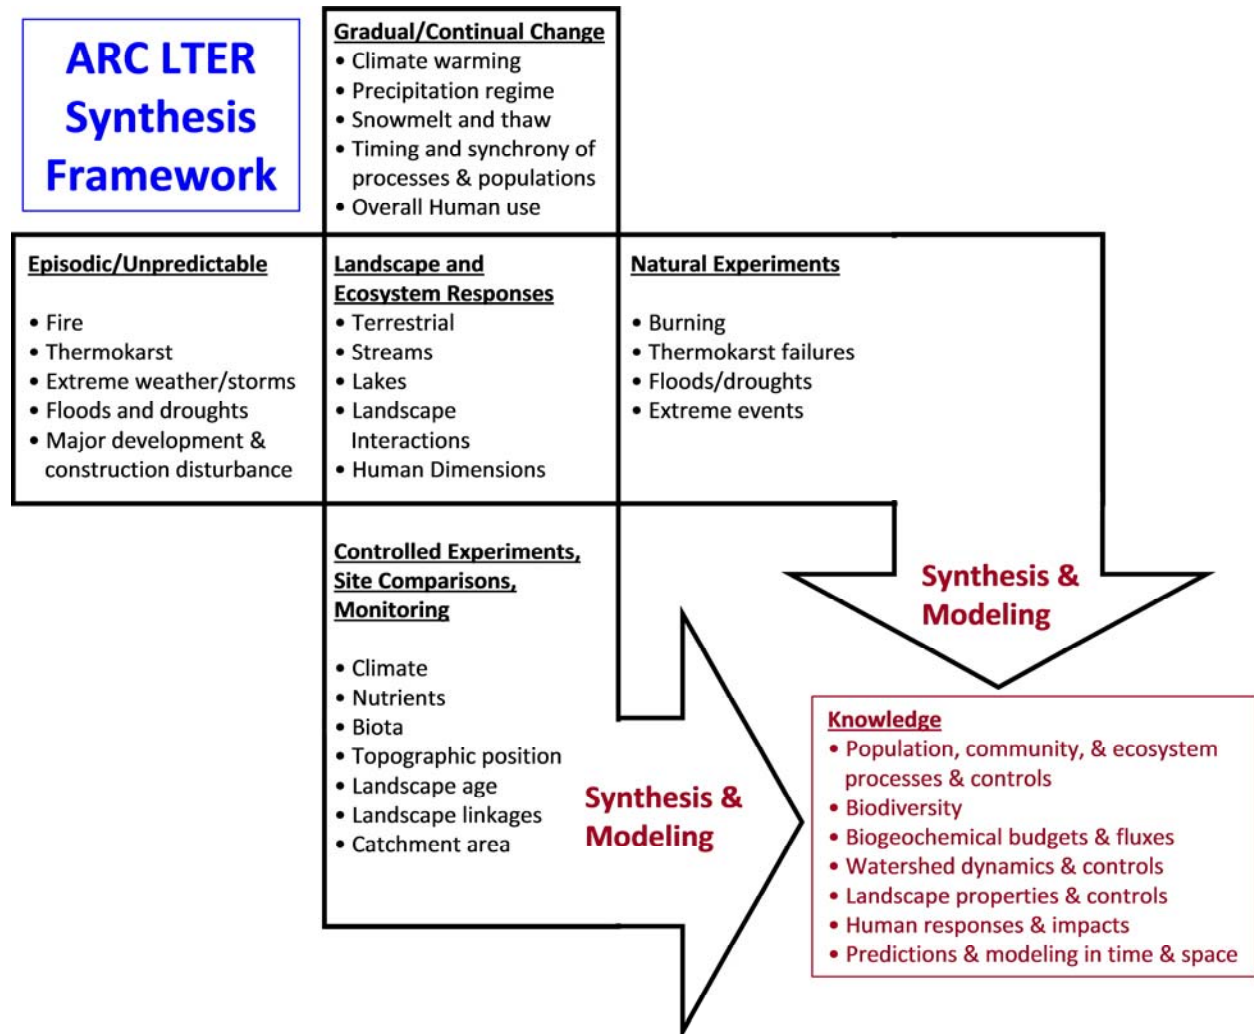 ARC LTER
Synthesis
Framework
Gradual/Continual Change
• Climate warming
• Precipitation regime
• Snowmelt and thaw
• Timing and synchrony of
processes & populations
• Overall Human use
Episodic/Unpredictable
• Fire
• Thermokarst
• Extreme weather/storms
• Floods and droughts
• Major development &
construction disturbance
Landscape and
Ecosystem Responses
• Terrestrial
• Streams
• Lakes
• Landscape
Interactions
• Human Dimensions
Natural Experiments
• Burning
• Thermokarst failures
• Floods/droughts
• Extreme events
Controlled Experiments,
Site Comparisons,
Monitoring
• Climate
• Nutrients
• Biota
• Topographic position
• Landscape age
• Landscape linkages
• Catchment area
Synthesis &
Modeling
Synthesis &
Modeling
Knowledge
• Population, community, & ecosystem
processes & controls
• Biodiversity
• Biogeochemical budgets & fluxes
• Watershed dynamics & controls
• Landscape properties & controls
• Human responses & impacts
• Predictions & modeling in time & space